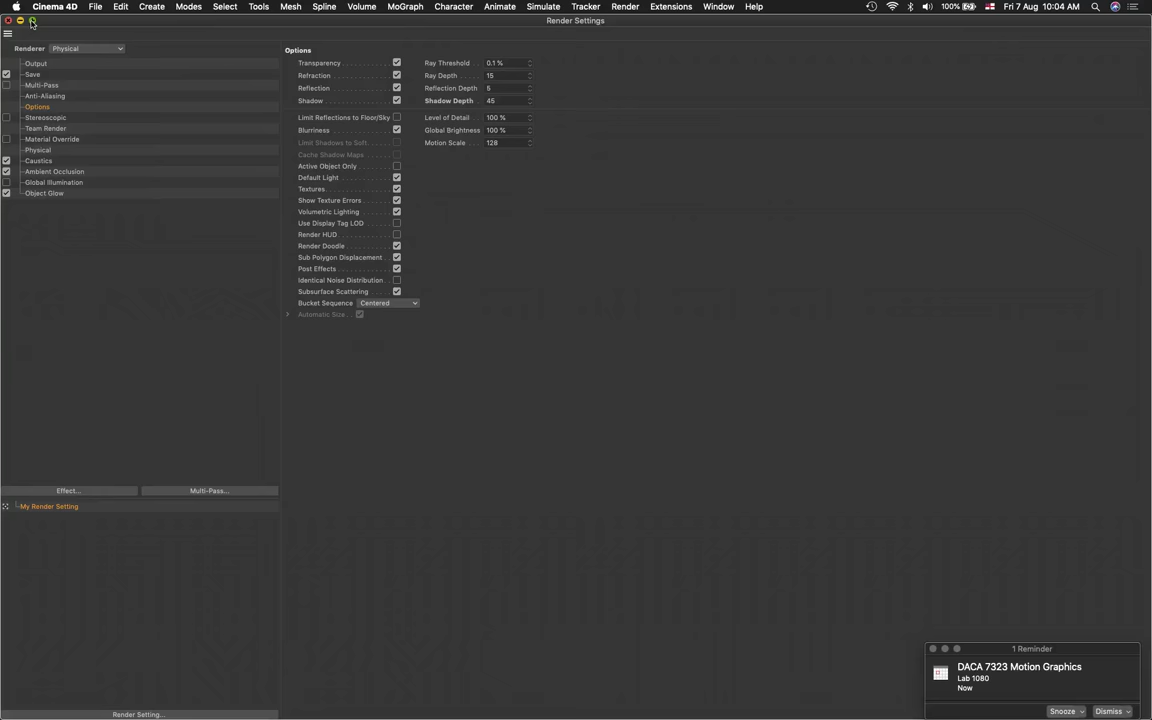 Cinema 4D File Edit Create Modes Select Tools Mesh Spline Volume MoGraph Character Animate Simulate Tracker Render Extensions Window Help 100% Fri 7 Aug 10:04 AM
Render Settings
Renderer Physical
Output
Save
Multi-Pass
Anti-Aliasing
Options
Stereoscopic
Team Render
Material Override
Physical
Caustics
Ambient Occlusion
Global Illumination
Object Glow
Effect... Multi-Pass...
My Render Setting
Render Setting...
Options
Transparency Ray Threshold 0.1 %
Refraction Ray Depth 15
Reflection Reflection Depth 5
Shadow Shadow Depth 45
Limit Reflections to Floor/Sky Level of Detail 100 %
Blurriness Global Brightness 100 %
Limit Shadows to Soft Motion Scale 128
Cache Shadow Maps
Active Object Only
Default Light
Textures
Show Texture Errors
Volumetric Lighting
Use Display Tag LOD
Render HUD
Render Doodle
Sub Polygon Displacement
Post Effects
Identical Noise Distribution
Subsurface Scattering
Bucket Sequence Centered
Automatic Size
1 Reminder
DACA 7323 Motion Graphics
Lab 1080
Now
Snooze Dismiss